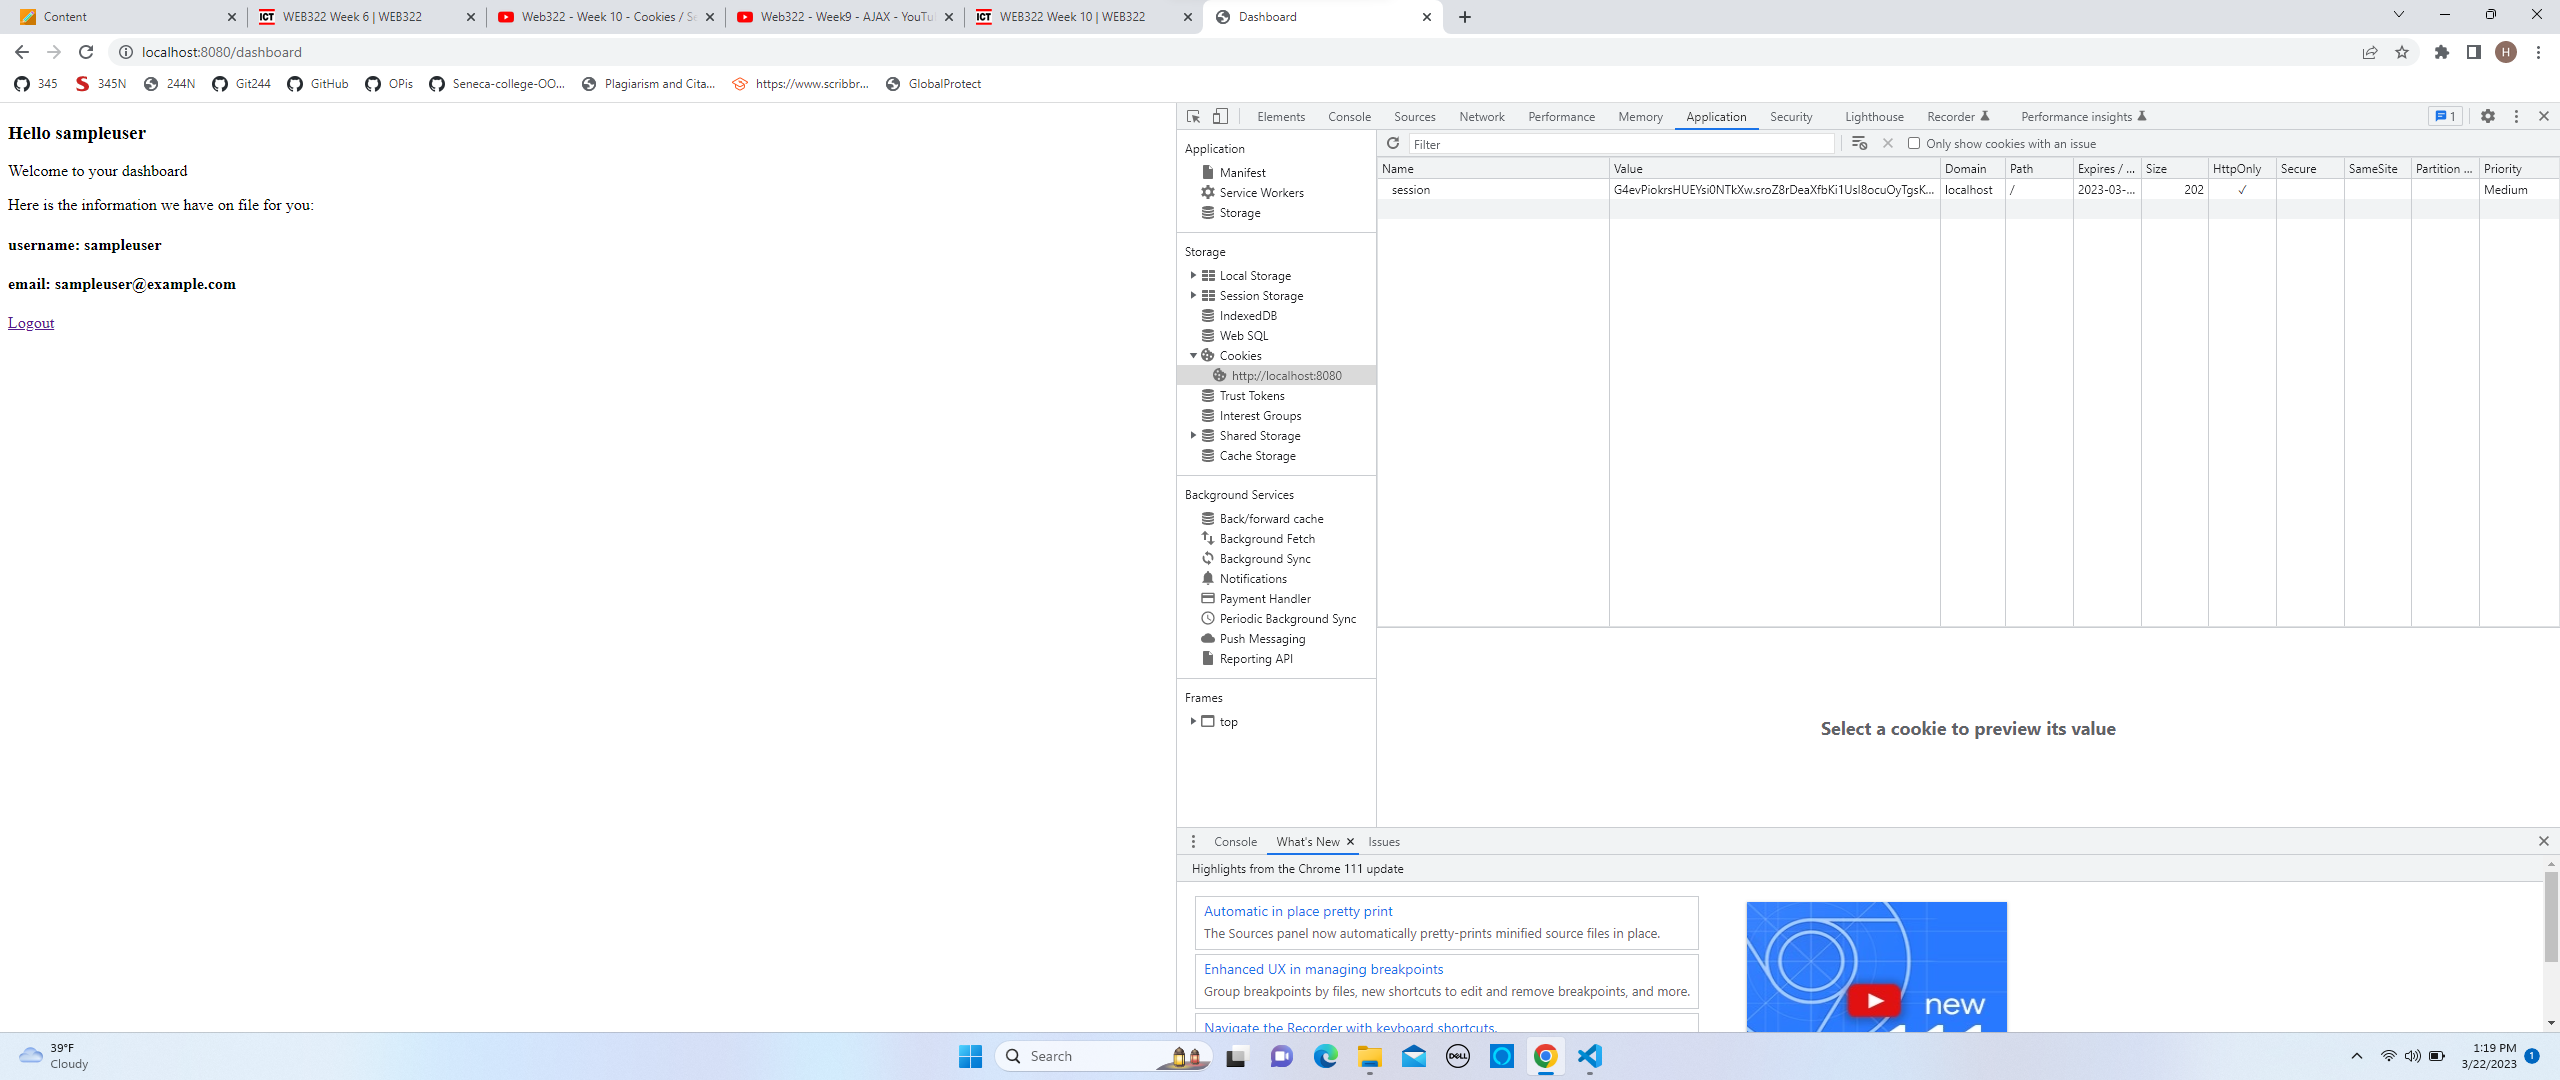 Content
WEB322 Week 6 | WEB322
Web322 - Week 10 - Cookies / Se
Web322 - Week9 - AJAX - YouTu
WEB322 Week 10 | WEB322
Dashboard
localhost:8080/dashboard
H
345
345N
244N
Git244
GitHub
OPis
Seneca-college-OO...
Plagiarism and Cita...
https://www.scribbr...
GlobalProtect
Hello sampleuser
Welcome to your dashboard
Here is the information we have on file for you:
username: sampleuser
email: sampleuser@example.com
Logout
Elements Console Sources Network Performance Memory Application Security Lighthouse Recorder Performance insights 1
Application
Manifest
Service Workers
Storage
Storage
Local Storage
Session Storage
IndexedDB
Web SQL
Cookies
http://localhost:8080
Trust Tokens
Interest Groups
Shared Storage
Cache Storage
Background Services
Back/forward cache
Background Fetch
Background Sync
Notifications
Payment Handler
Periodic Background Sync
Push Messaging
Reporting API
Frames
top
Filter
Only show cookies with an issue
Name Value Domain Path Expires / ... Size HttpOnly Secure SameSite Partition ... Priority
session G4evPiokrsHUEYsi0NTkXw.sroZ8rDeaXfbKi1Usl8ocuOyTgsK... localhost / 2023-03-... 202 ✓ Medium
Select a cookie to preview its value
Console What's New Issues
Highlights from the Chrome 111 update
Automatic in place pretty print
The Sources panel now automatically pretty-prints minified source files in place.
Enhanced UX in managing breakpoints
Group breakpoints by files, new shortcuts to edit and remove breakpoints, and more.
Navigate the Recorder with keyboard shortcuts.
new
111
39°F
Cloudy
ICT
ICT
Search
DELL
1:19 PM
3/22/2023
1